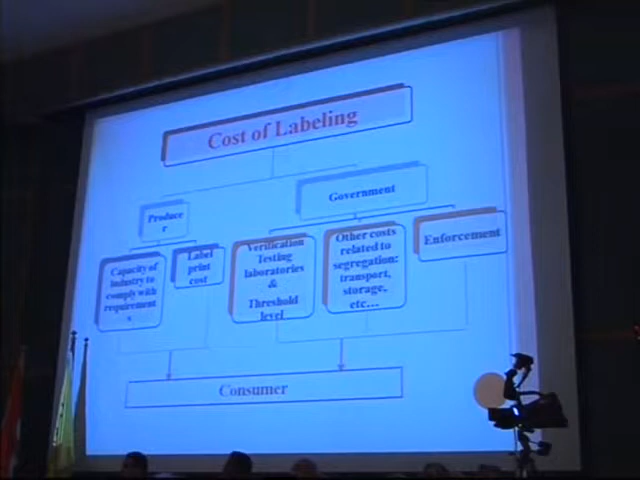 Cost of Labeling
Government
Produce
r
Capacity of
industry to
comply with
requirement
s
Label
print
cost
Verification
Testing
laboratories
&
Threshold
level
Other costs
related to
segregation:
transport,
storage,
etc…
Enforcement
Consumer